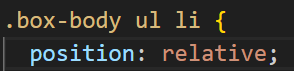 .box-body ul li {
position: relative;